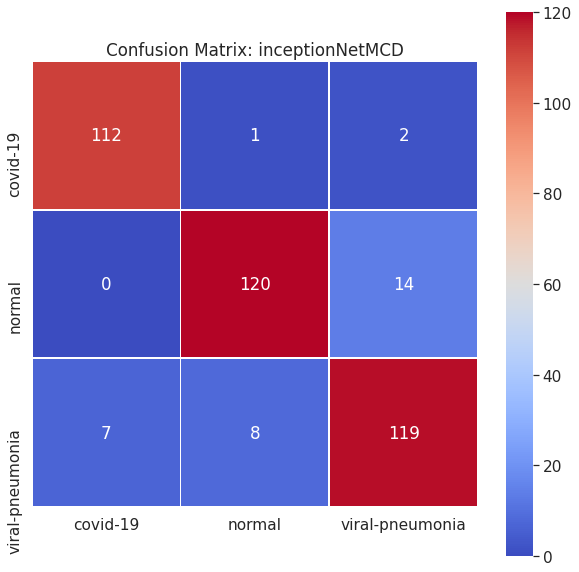 Confusion Matrix: inceptionNetMCD
covid-19
112
1
2
normal
0
120
14
viral-pneumonia
7
8
119
covid-19
normal
viral-pneumonia
120
100
80
60
40
20
0